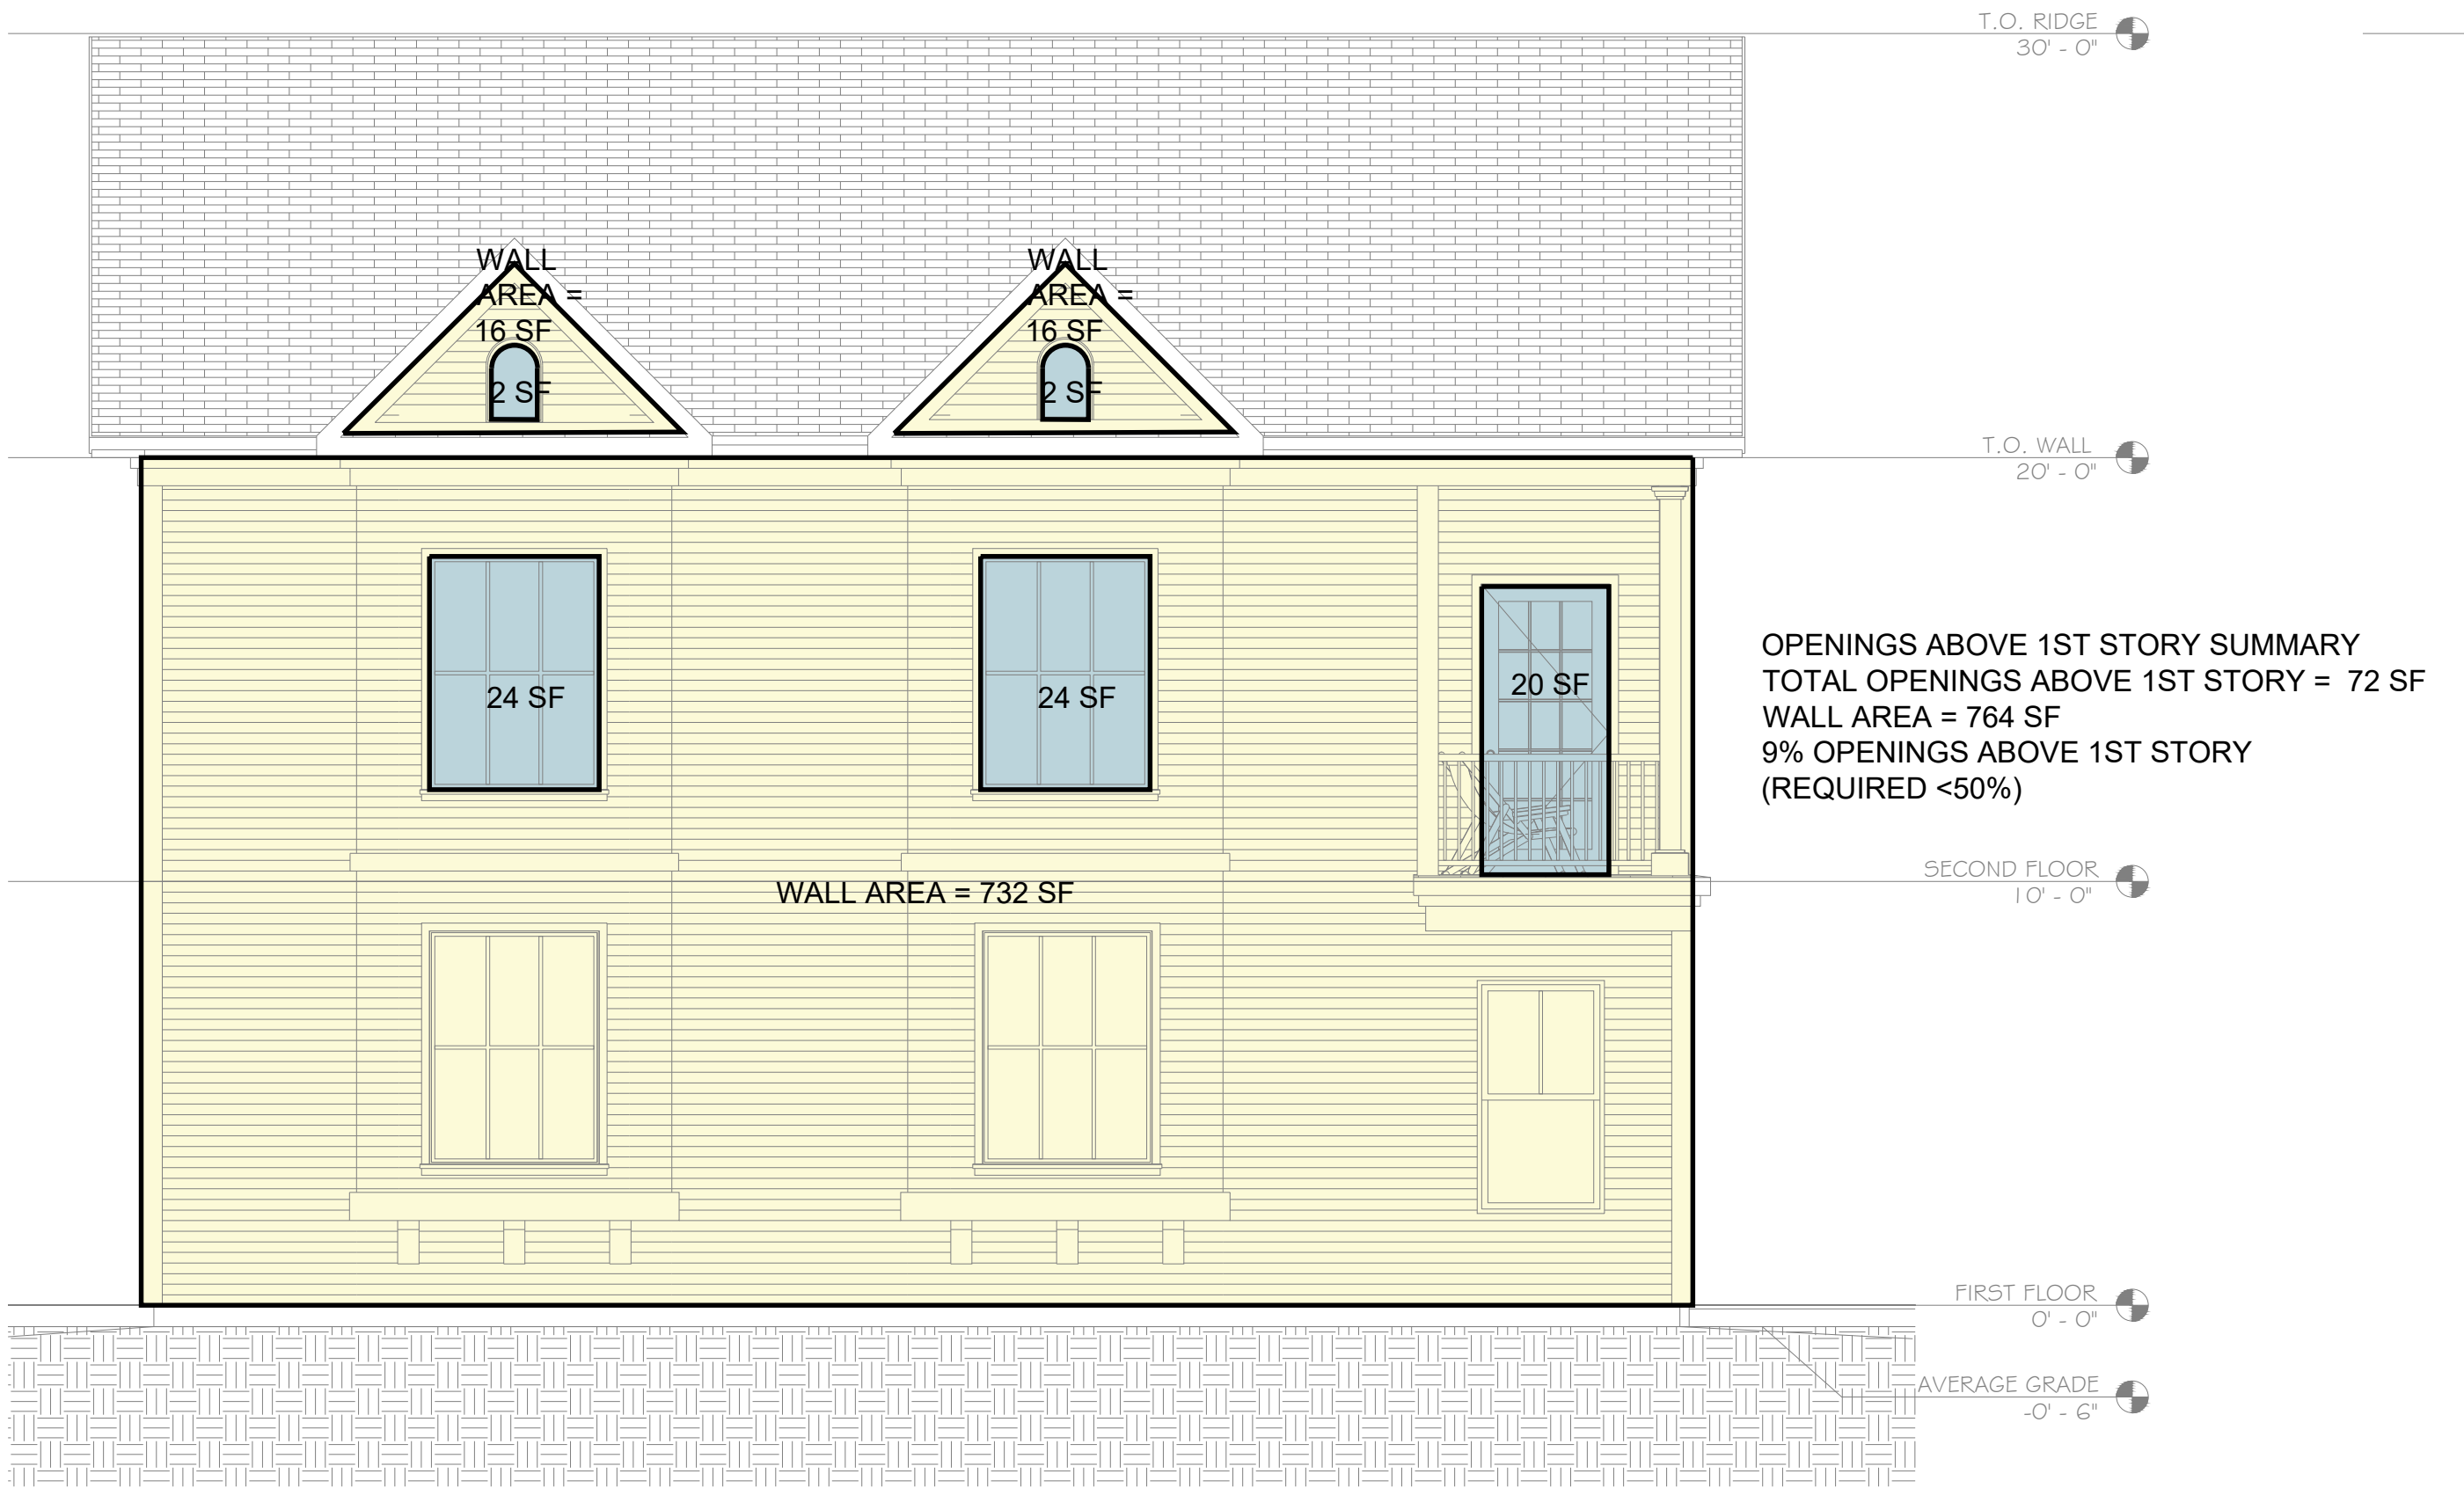 T.O. RIDGE
30' - 0"
WALL
AREA =
16 SF
2 SF
WALL
AREA =
16 SF
2 SF
T.O. WALL
20' - 0"
24 SF
24 SF
20 SF
OPENINGS ABOVE 1ST STORY SUMMARY
TOTAL OPENINGS ABOVE 1ST STORY = 72 SF
WALL AREA = 764 SF
9% OPENINGS ABOVE 1ST STORY
(REQUIRED <50%)
SECOND FLOOR
10' - 0"
WALL AREA = 732 SF
FIRST FLOOR
0' - 0"
AVERAGE GRADE
-0' - 6"